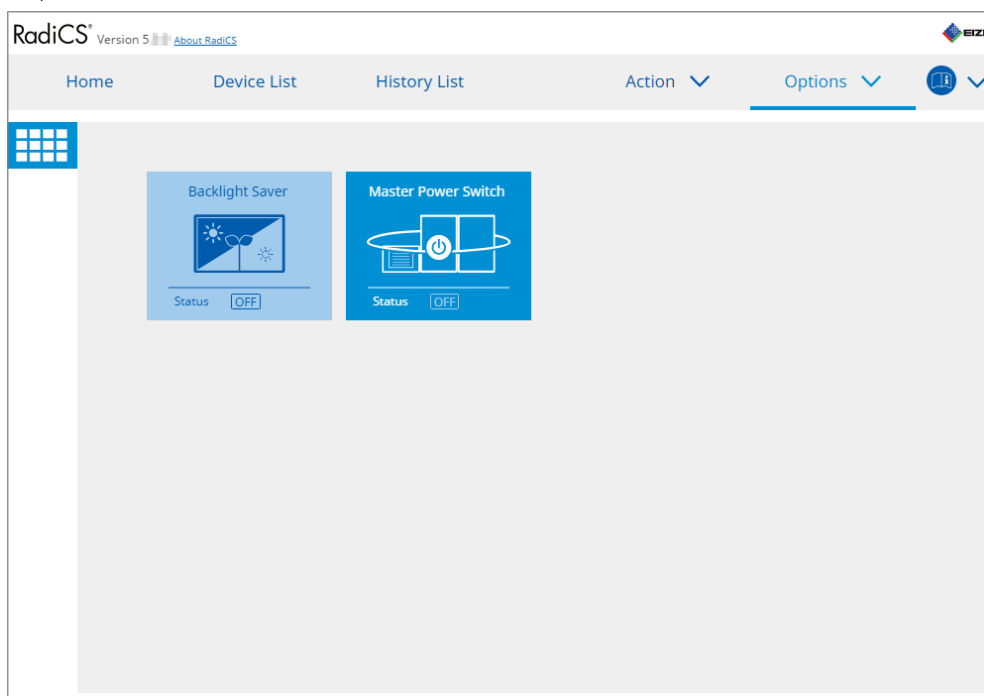 RadiCS® Version 5. About RadiCS
EIZ
Home Device List History List Action Options
Backlight Saver Master Power Switch
Status OFF Status OFF